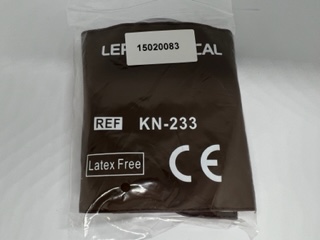 15020083
REF KN-233
Latex Free CE